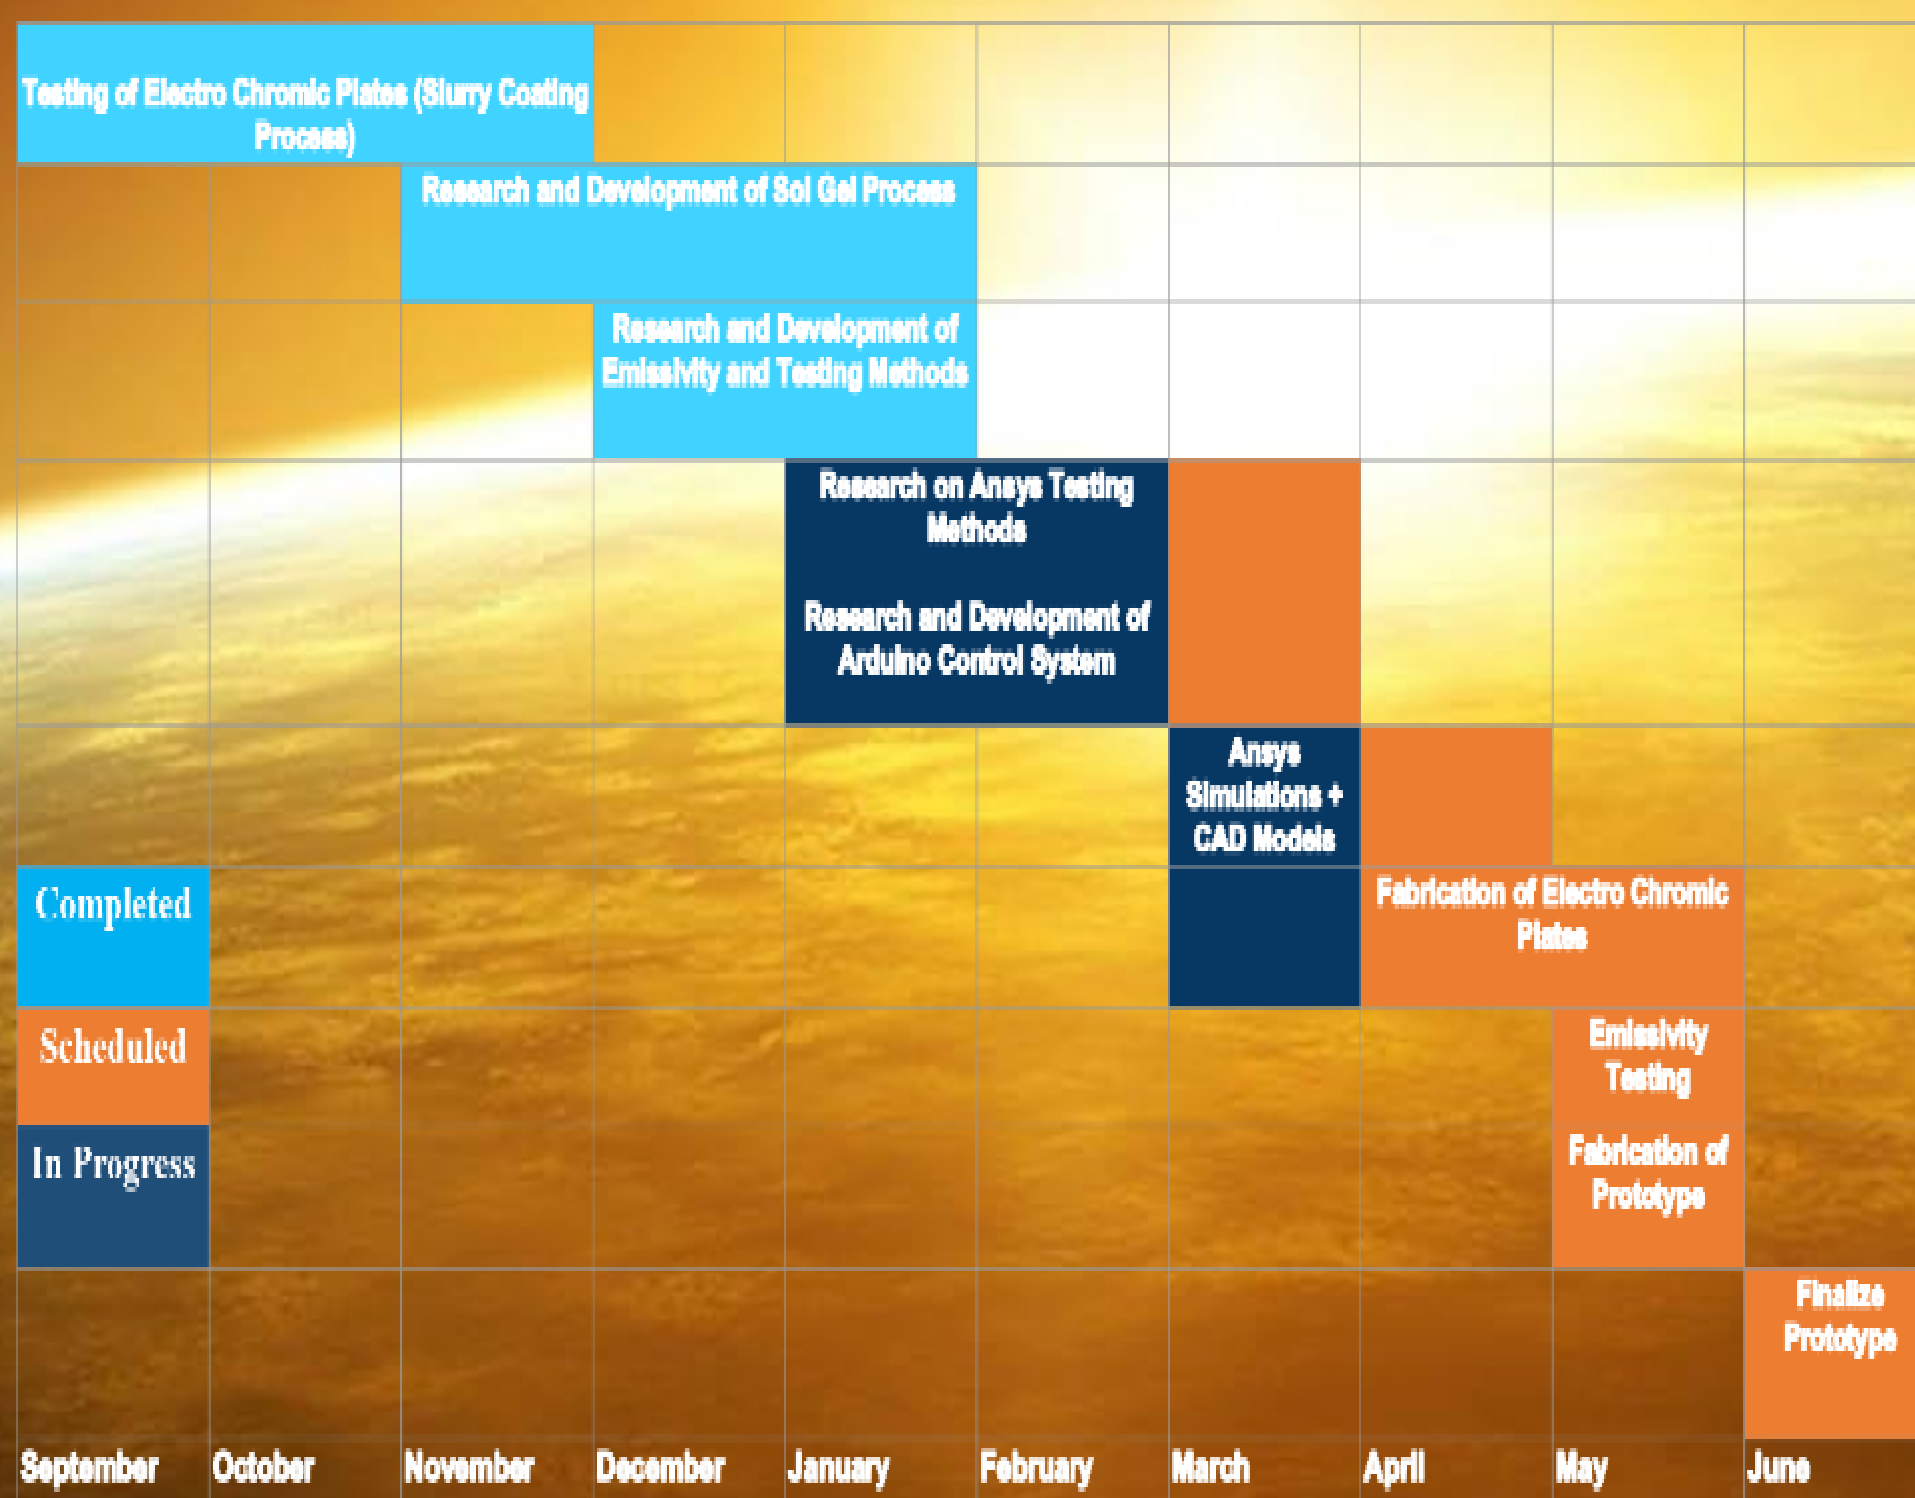 Testing of Electro Chromic Plates (Slurry Coating
Process)
Research and Development of Sol Gel Process
Research and Development of
Emissivity and Testing Methods
Research on Ansys Testing
Methods
Research and Development of
Arduino Control System
Ansys
Simulations +
CAD Models
Completed
Fabrication of Electro Chromic
Plates
Scheduled
Emissivity
Testing
In Progress
Fabrication of
Prototype
Finalize
Prototype
September October November December January February March April May June